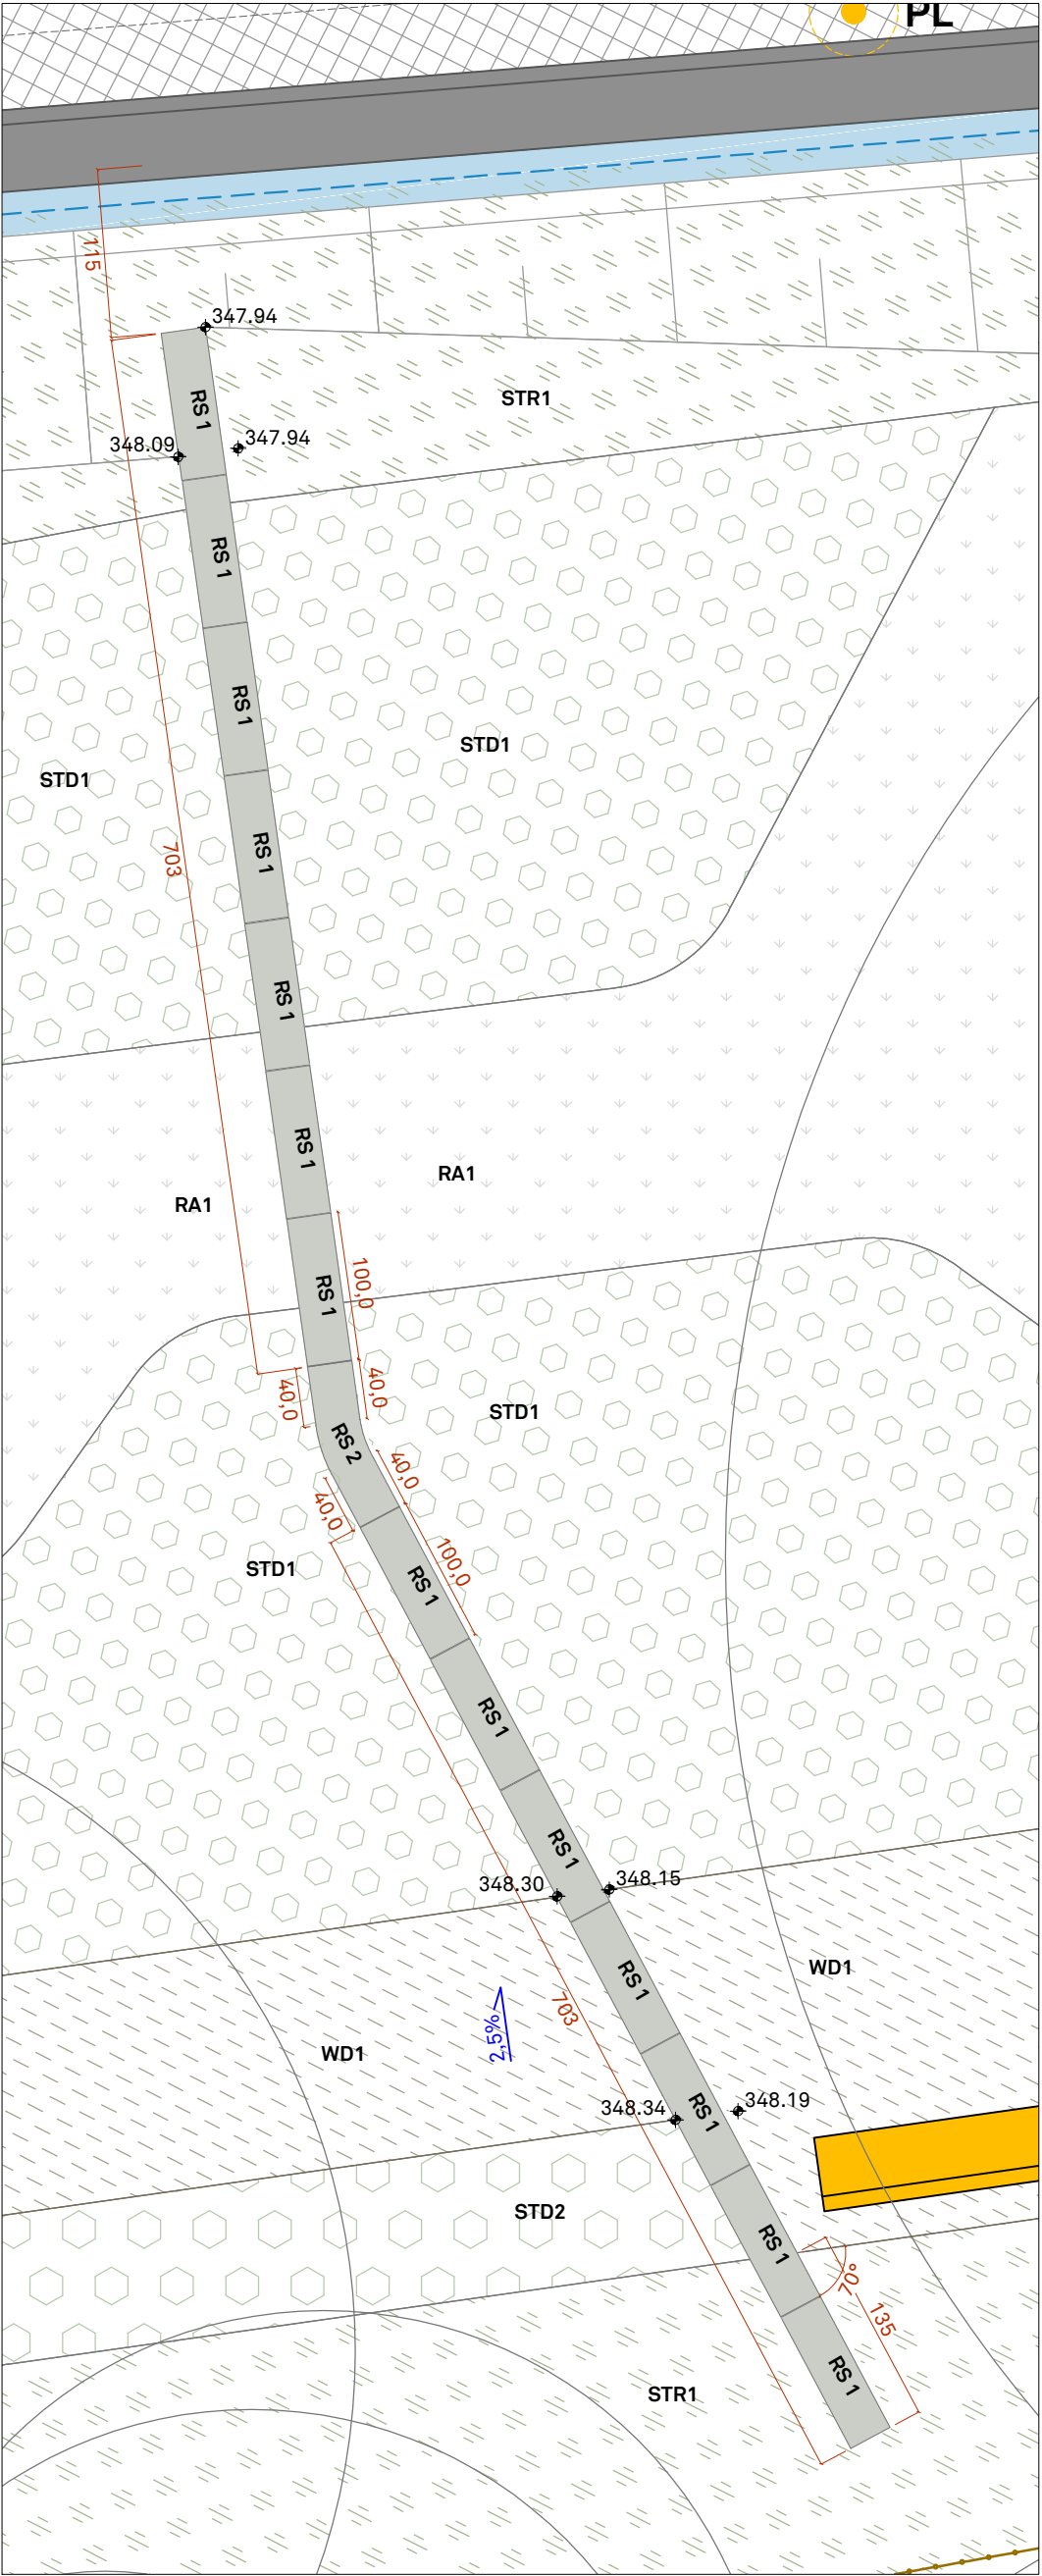 PL
115
347.94
RS 1
STR1
348.09
347.94
RS 1
RS 1
STD1
STD1
703
RS 1
RS 1
RS 1
RA1
RA1
RS 1
100,0
40,0
40,0
STD1
RS 2
40,0
40,0
STD1
100,0
RS 1
RS 1
RS 1
348.30
348.15
RS 1
WD1
703
2,5%
WD1
348.34
348.19
RS 1
STD2
RS 1
70°
135
RS 1
STR1